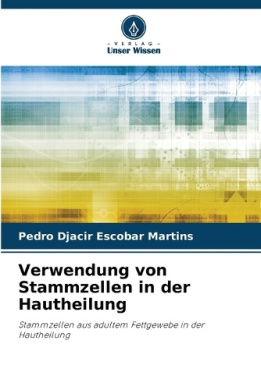 - VERLAG -
Unser Wissen
Pedro Djacir Escobar Martins
Verwendung von
Stammzellen in der
Hautheilung
Stammzellen aus adultem Fettgewebe in der
Hautheilung